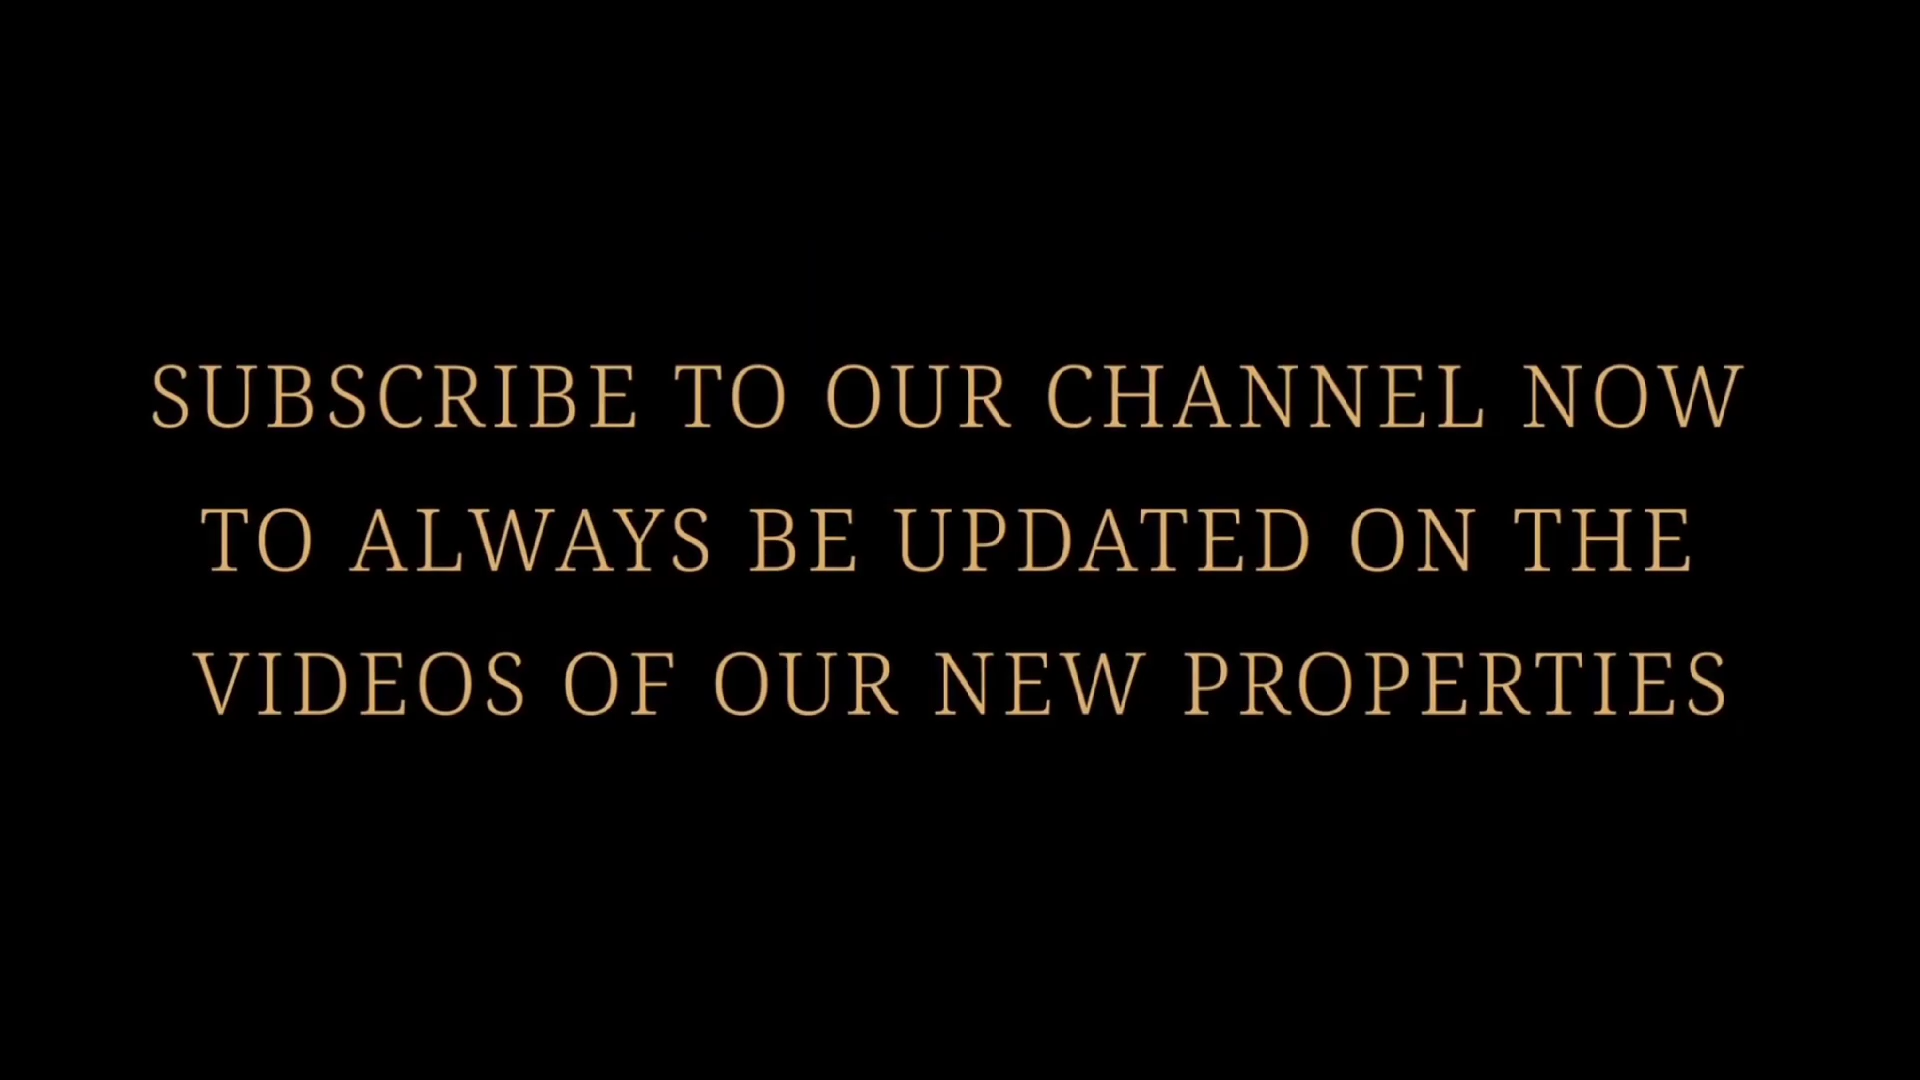 SUBSCRIBE TO OUR CHANNEL NOW
TO ALWAYS BE UPDATED ON THE
VIDEOS OF OUR NEW PROPERTIES